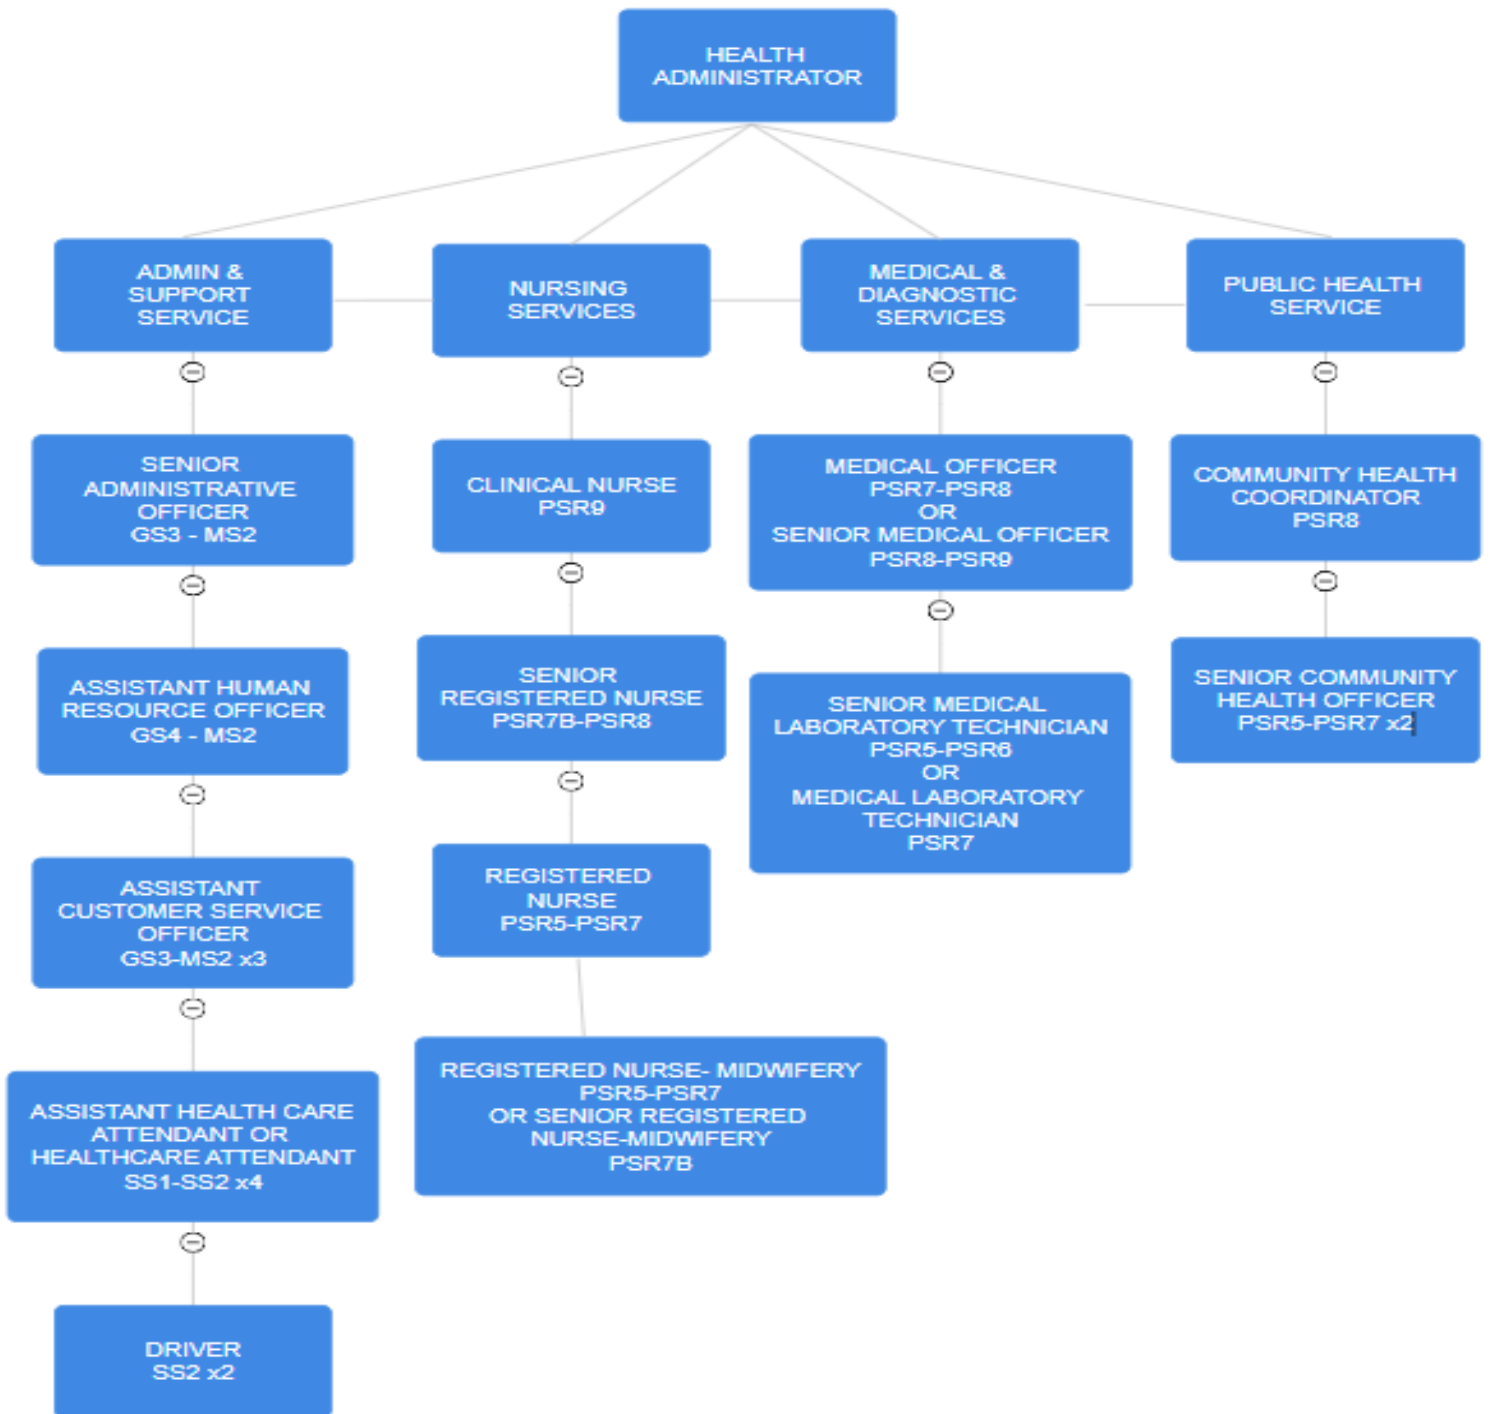 HEALTH
ADMINISTRATOR
ADMIN &
SUPPORT
SERVICE
NURSING
SERVICES
MEDICAL &
DIAGNOSTIC
SERVICES
PUBLIC HEALTH
SERVICE
SENIOR
ADMINISTRATIVE
OFFICER
GS3 - MS2
CLINICAL NURSE
PSR9
MEDICAL OFFICER
PSR7-PSR8
OR
SENIOR MEDICAL OFFICER
PSR8-PSR9
COMMUNITY HEALTH
COORDINATOR
PSR8
ASSISTANT HUMAN
RESOURCE OFFICER
GS4 - MS2
SENIOR
REGISTERED NURSE
PSR7B-PSR8
SENIOR MEDICAL
LABORATORY TECHNICIAN
PSR5-PSR6
OR
MEDICAL LABORATORY
TECHNICIAN
PSR7
SENIOR COMMUNITY
HEALTH OFFICER
PSR5-PSR7 x2
ASSISTANT
CUSTOMER SERVICE
OFFICER
GS3-MS2 x3
REGISTERED
NURSE
PSR5-PSR7
ASSISTANT HEALTH CARE
ATTENDANT OR
HEALTHCARE ATTENDANT
SS1-SS2 x4
REGISTERED NURSE- MIDWIFERY
PSR5-PSR7
OR SENIOR REGISTERED
NURSE-MIDWIFERY
PSR7B
DRIVER
SS2 x2